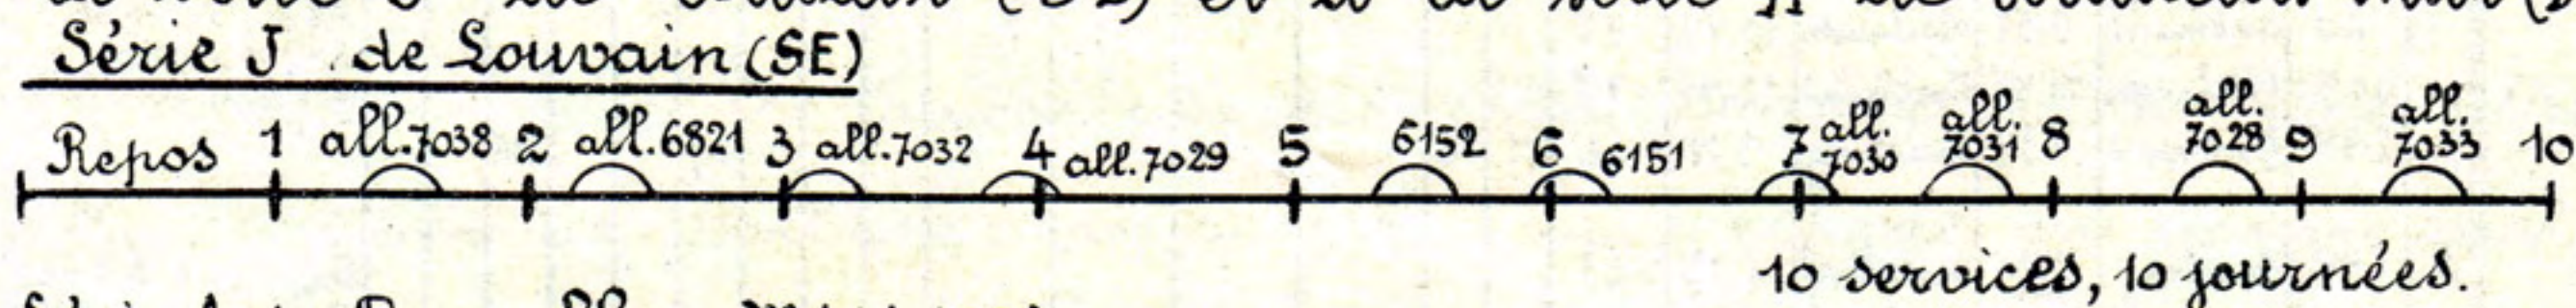 Série J de Louvain (SE)
Repos 1 all.7038 2 all.6821 3 all.7032 4 all.7029 5 6152 6 6151 7 all. 7030 all. 7031 8 all. 7028 9 all. 7033 10
10 services, 10 journées.